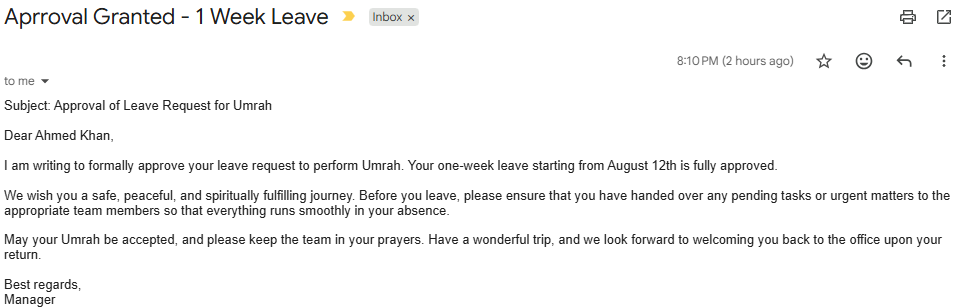 Aprroval Granted - 1 Week Leave Inbox ×
8:10 PM (2 hours ago)
to me
Subject: Approval of Leave Request for Umrah
Dear Ahmed Khan,
I am writing to formally approve your leave request to perform Umrah. Your one-week leave starting from August 12th is fully approved.
We wish you a safe, peaceful, and spiritually fulfilling journey. Before you leave, please ensure that you have handed over any pending tasks or urgent matters to the
appropriate team members so that everything runs smoothly in your absence.
May your Umrah be accepted, and please keep the team in your prayers. Have a wonderful trip, and we look forward to welcoming you back to the office upon your
return.
Best regards,
Manager